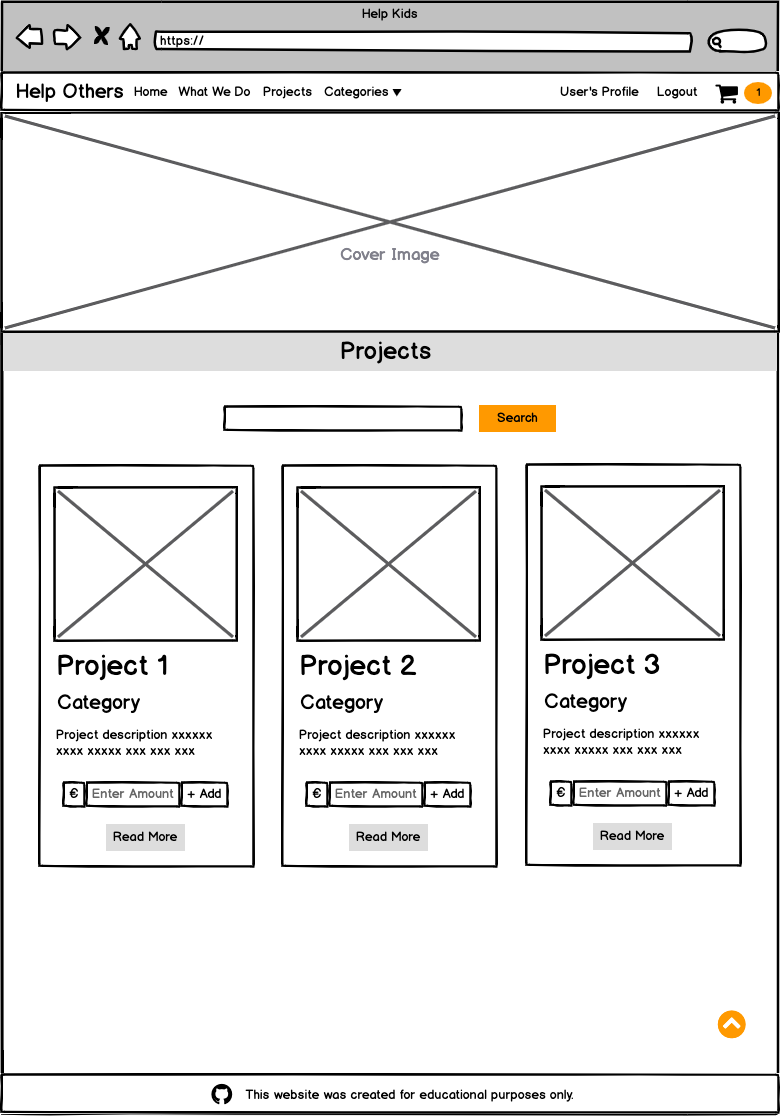 Help Kids
https://
Help Others Home What We Do Projects Categories User's Profile Logout 1
Cover Image
Projects
Search
Project 1
Category
Project description xxxxxx
xxxx xxxxx xxx xxx xxx
€ Enter Amount + Add
Read More
Project 2
Category
Project description xxxxxx
xxxx xxxxx xxx xxx xxx
€ Enter Amount + Add
Read More
Project 3
Category
Project description xxxxxx
xxxx xxxxx xxx xxx xxx
€ Enter Amount + Add
Read More
This website was created for educational purposes only.